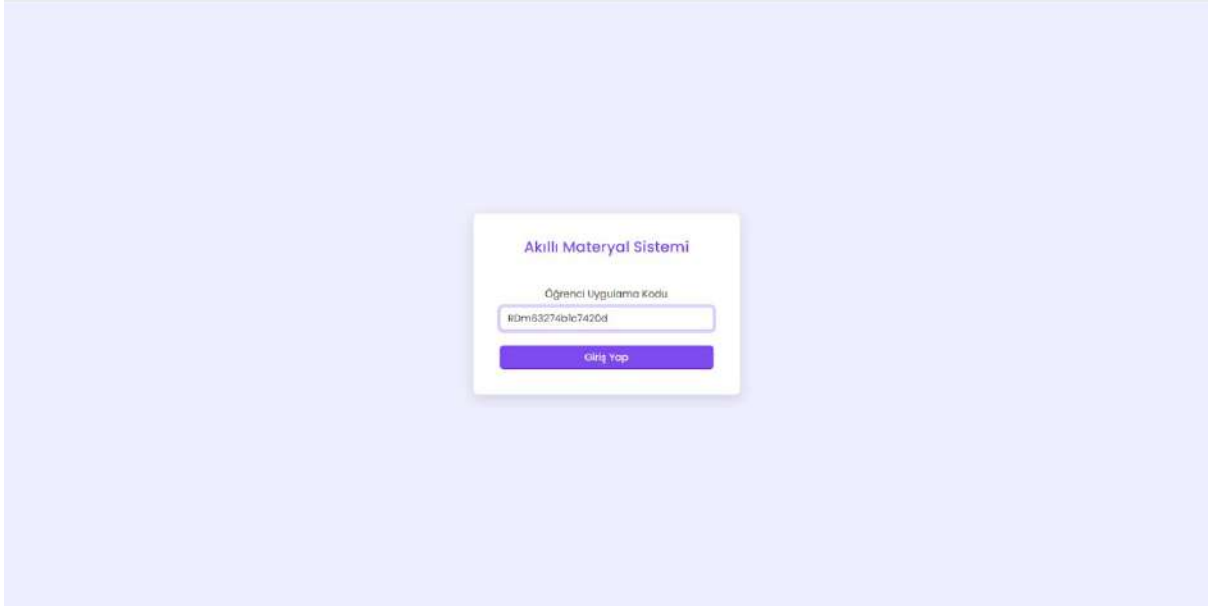 Akıllı Materyal Sistemi
Öğrenci Uygulama Kodu
RDm63274b1c7420d
Giriş Yap